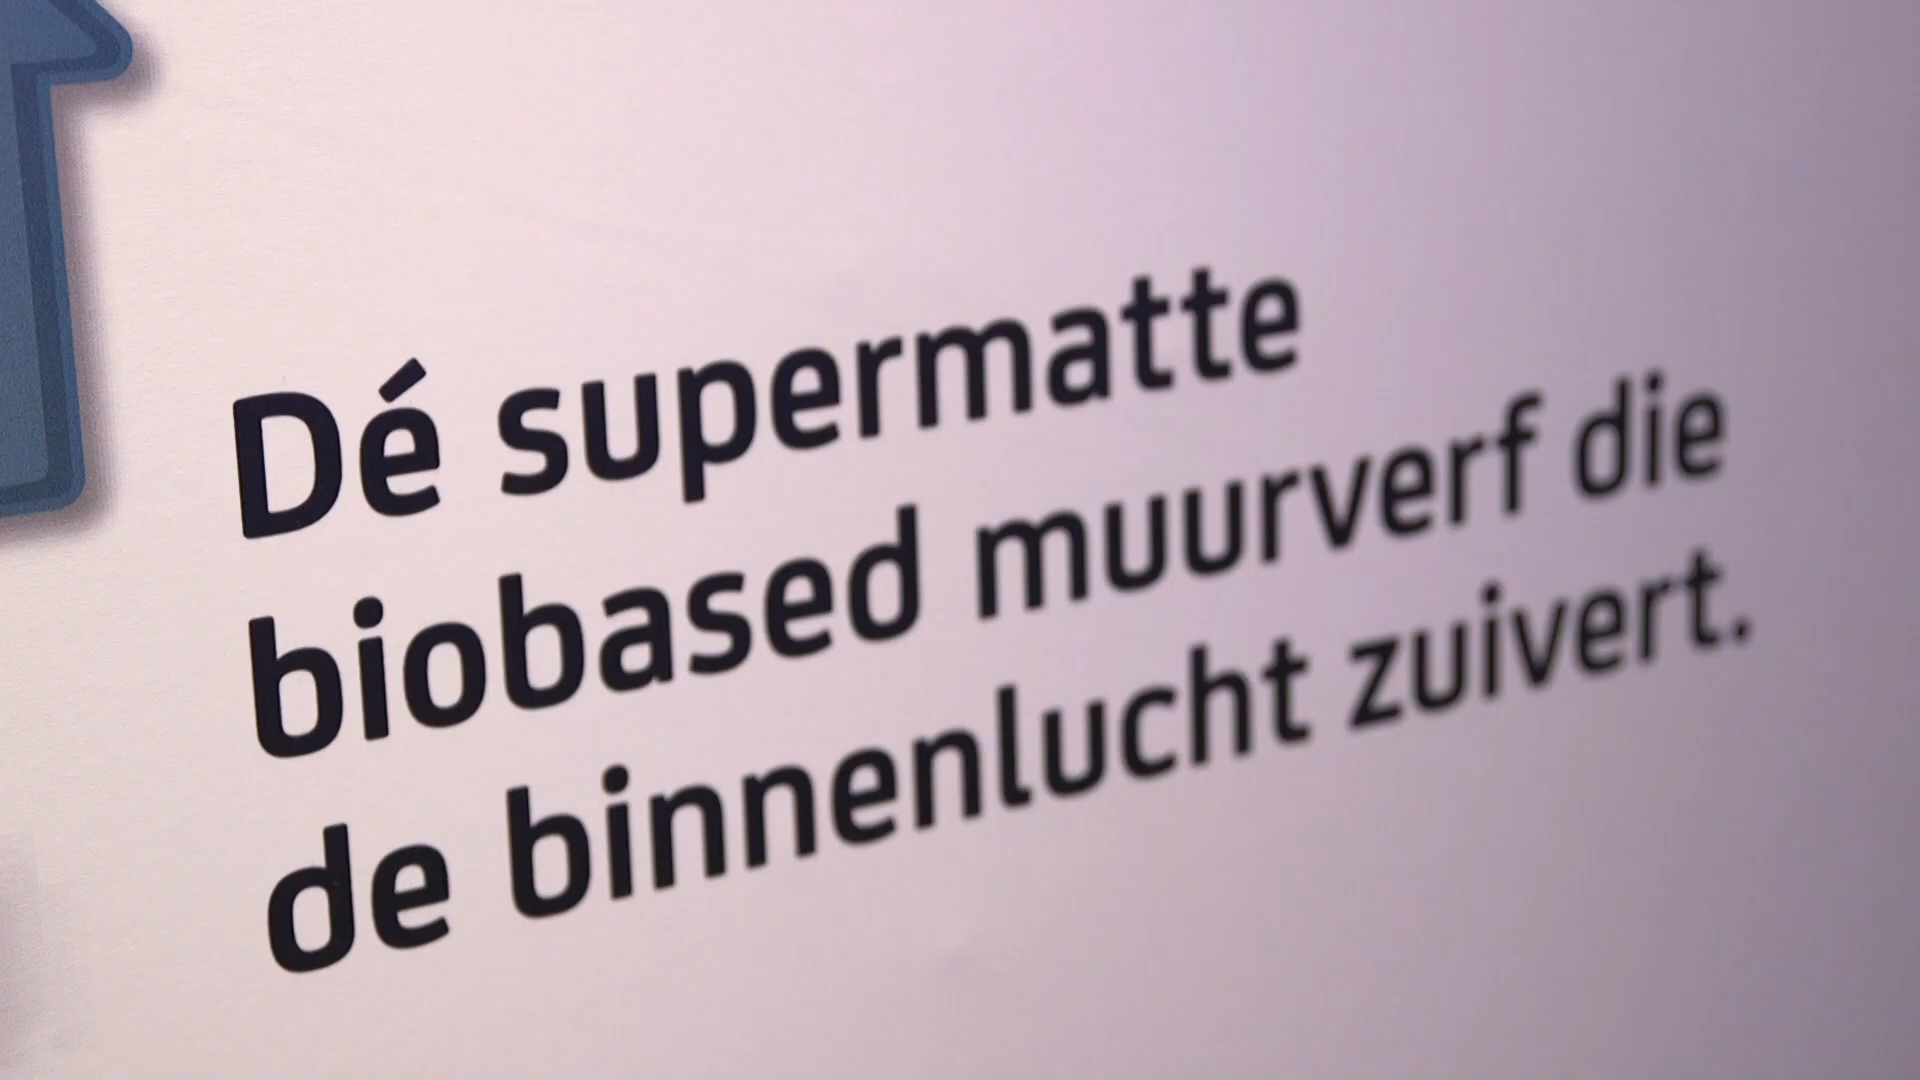 Dé supermatte
biobased muurverf die
de binnenlucht zuivert.